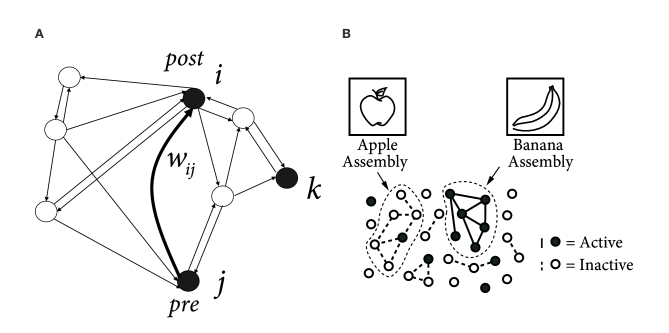 A
post
i
w_ij
k
j
pre
B
Apple
Assembly
Banana
Assembly
= Active
= Inactive